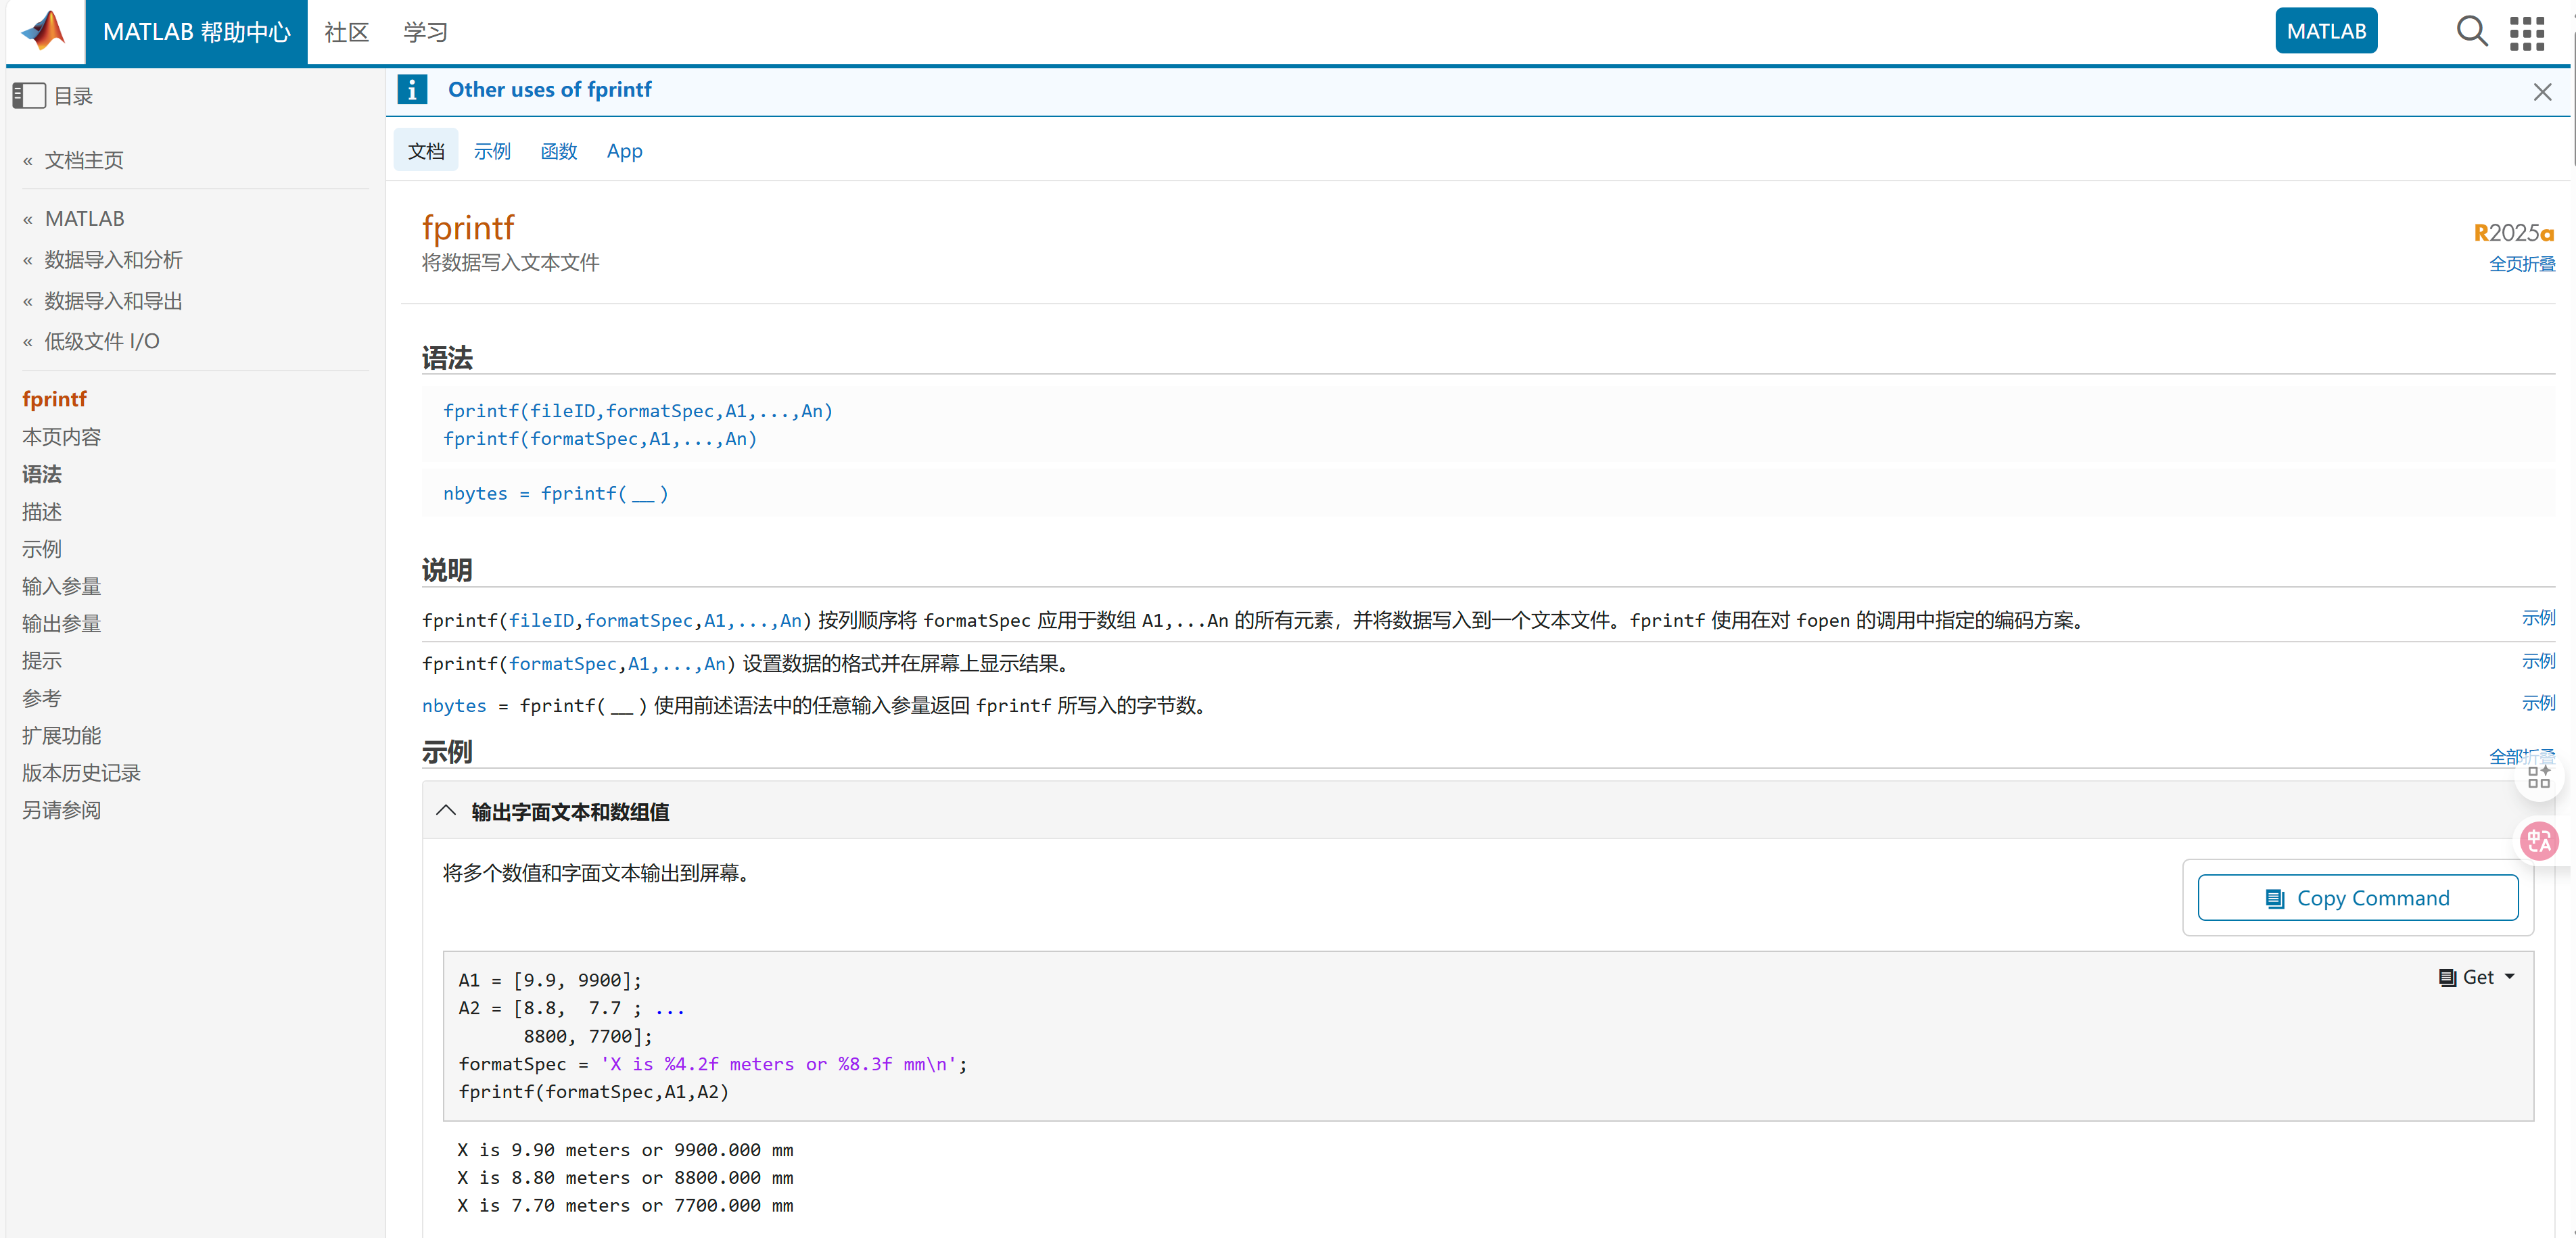 MATLAB 帮助中心
社区
学习
MATLAB
目录
« 文档主页
« MATLAB
« 数据导入和分析
« 数据导入和导出
« 低级文件 I/O
fprintf
本页内容
语法
描述
示例
输入参量
输出参量
提示
参考
扩展功能
版本历史记录
另请参阅
Other uses of fprintf
文档
示例
函数
App
fprintf
将数据写入文本文件
R2025a
全页折叠
语法
fprintf(fileID,formatSpec,A1,...,An)
fprintf(formatSpec,A1,...,An)
nbytes = fprintf(__)
说明
fprintf(fileID,formatSpec,A1,...,An) 按列顺序将 formatSpec 应用于数组 A1,...An 的所有元素，并将数据写入到一个文本文件。fprintf 使用在对 fopen 的调用中指定的编码方案。
示例
fprintf(formatSpec,A1,...,An) 设置数据的格式并在屏幕上显示结果。
示例
nbytes = fprintf(__) 使用前述语法中的任意输入参量返回 fprintf 所写入的字节数。
示例
示例
全部折叠
输出字面文本和数组值
将多个数值和字面文本输出到屏幕。
Copy Command
Get
A1 = [9.9, 9900];
A2 = [8.8,  7.7 ; ...
      8800, 7700];
formatSpec = 'X is %4.2f meters or %8.3f mm\n';
fprintf(formatSpec,A1,A2)
X is 9.90 meters or 9900.000 mm
X is 8.80 meters or 8800.000 mm
X is 7.70 meters or 7700.000 mm